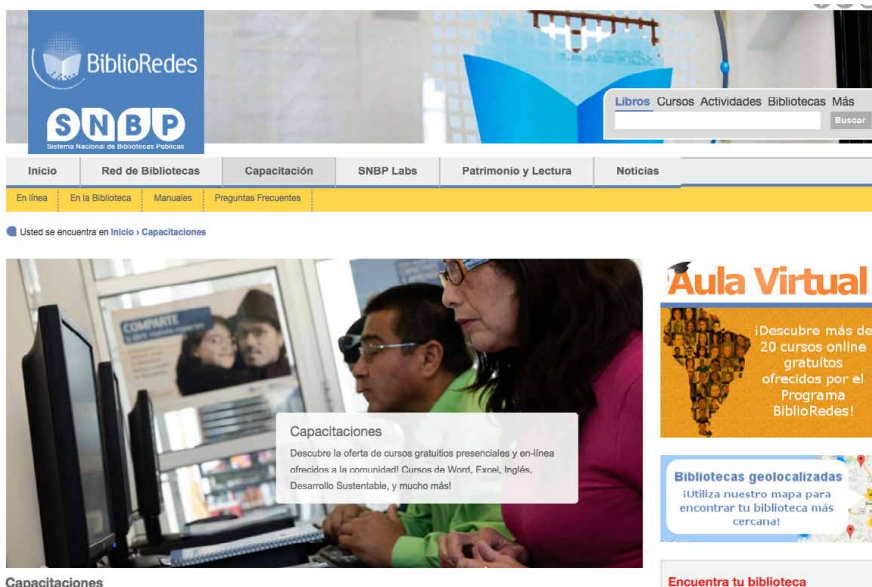 BiblioRedes
SNBP
Sistema Nacional de Bibliotecas Públicas
Libros Cursos Actividades Bibliotecas Más
Buscar
Inicio Red de Bibliotecas Capacitación SNBP Labs Patrimonio y Lectura Noticias
En línea En la Biblioteca Manuales Preguntas Frecuentes
Usted se encuentra en Inicio › Capacitaciones
COMPARTE
Capacitaciones
Descubre la oferta de cursos gratuitios presenciales y en-línea
ofrecidos a la comunidad! Cursos de Word, Excel, Inglés,
Desarrollo Sustentable, y mucho más!
Aula Virtual
¡Descubre más de
20 cursos online
gratuitos
ofrecidos por el
Programa
BiblioRedes!
Bibliotecas geolocalizadas
¡Utiliza nuestro mapa para
encontrar tu biblioteca más
cercana!
Capacitaciones
Encuentra tu biblioteca